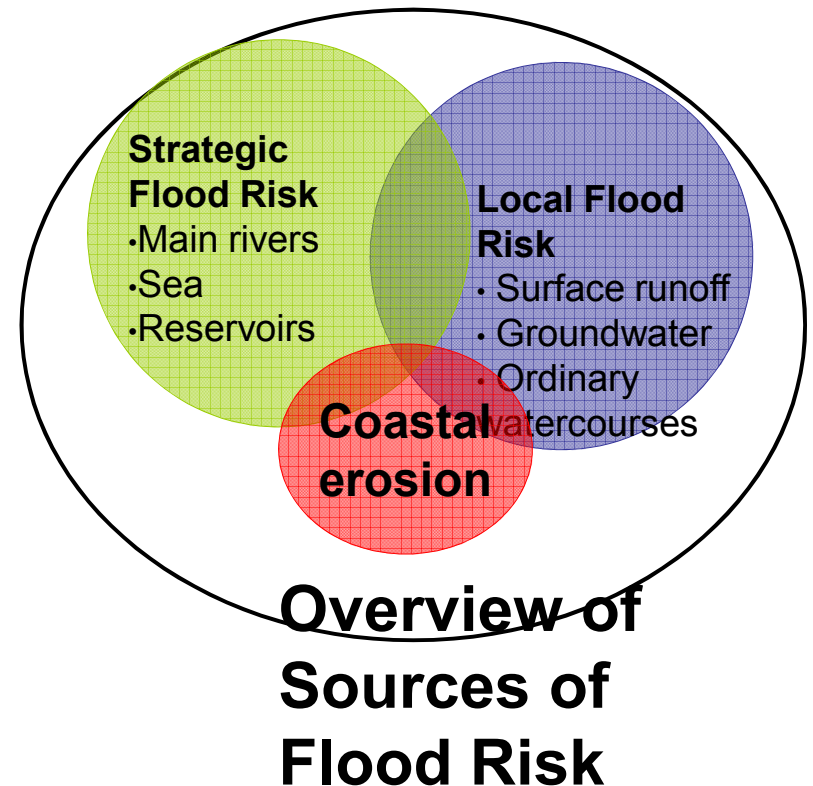 Strategic
Flood Risk
•Main rivers
•Sea
•Reservoirs
Local Flood
Risk
• Surface runoff
• Groundwater
• Ordinary
watercourses
Coastal
erosion
Overview of
Sources of
Flood Risk